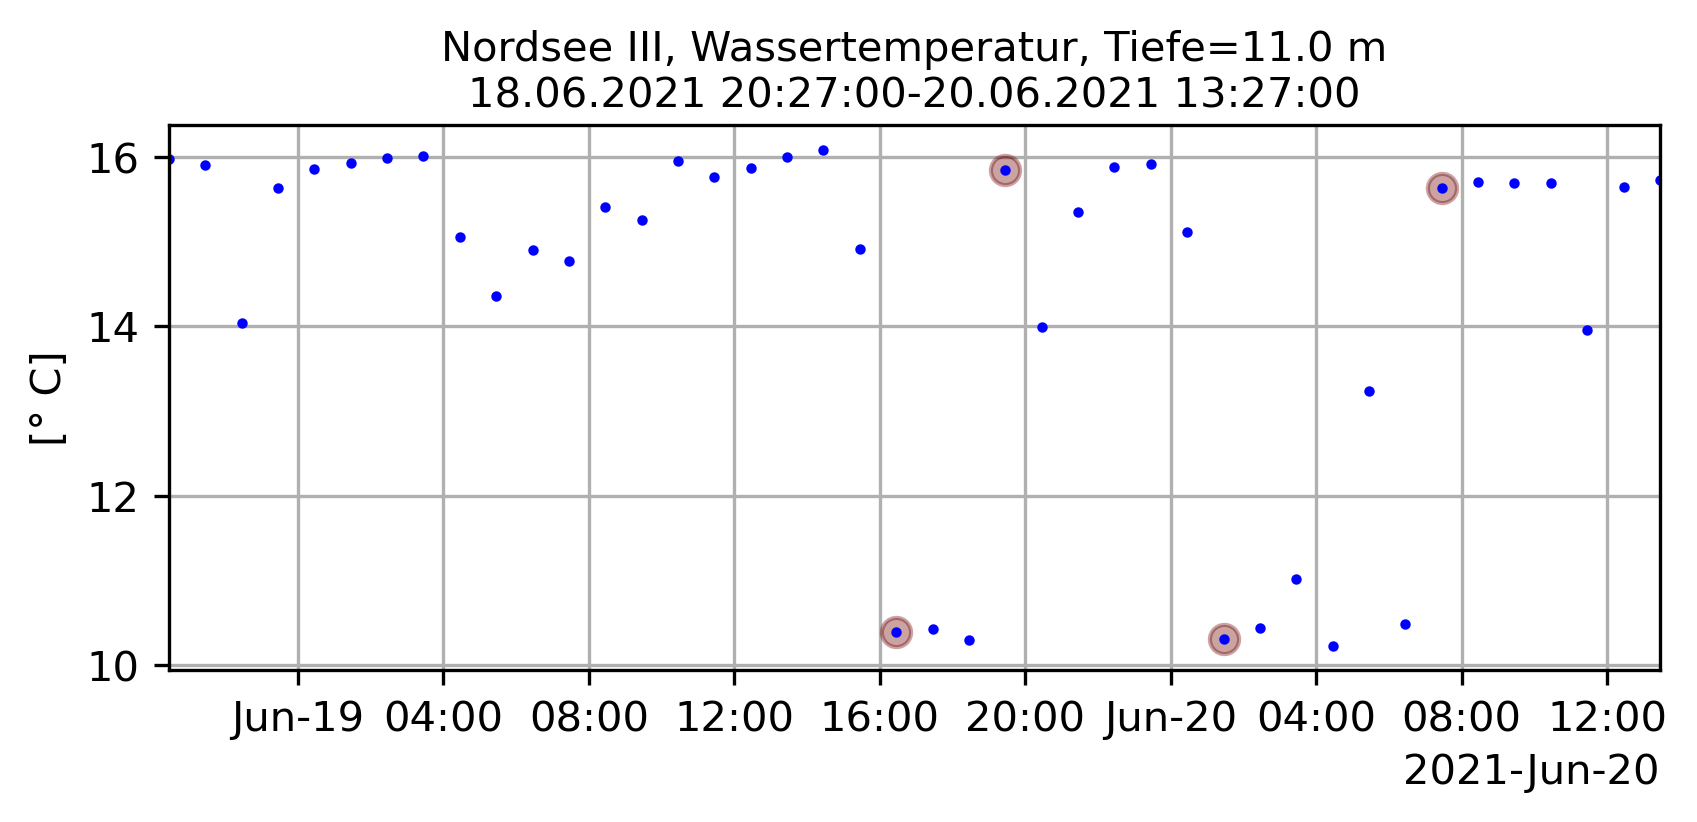 Nordsee III, Wassertemperatur, Tiefe=11.0 m
18.06.2021 20:27:00-20.06.2021 13:27:00
16
14
12
10
[° C]
Jun-19 04:00 08:00 12:00 16:00 20:00 Jun-20 04:00 08:00 12:00
2021-Jun-20